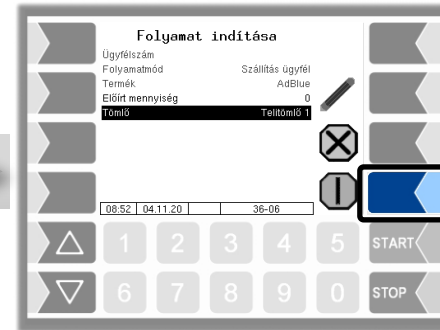 Folyamat indítása
Ügyfélszám
Folyamatmód Szállítás ügyfél
Termék AdBlue
Előírt mennyiség 0
Tömlő Telitömlő 1
08:52 04.11.20 36-06
1 2 3 4 5 START
6 7 8 9 0 STOP